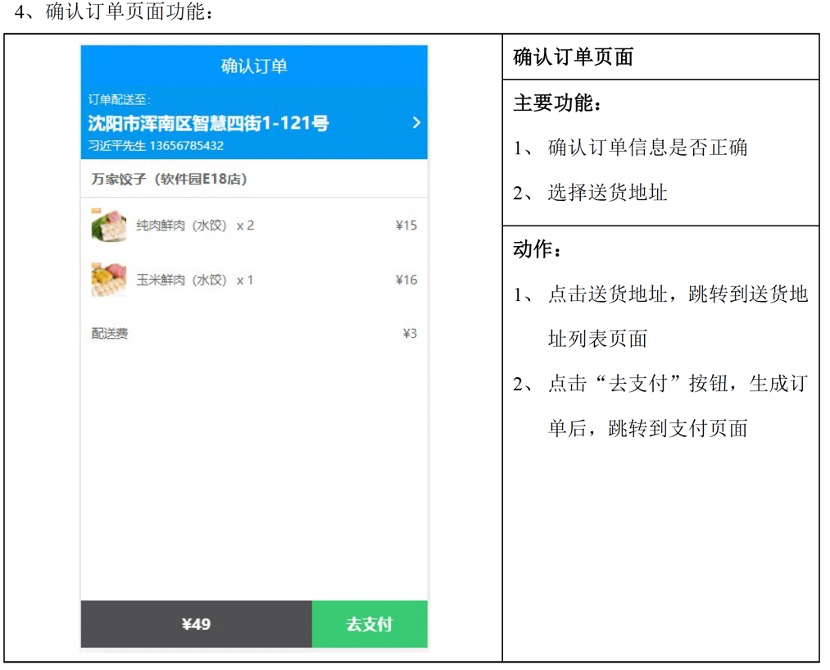 4、确认订单页面功能：
确认订单
订单配送至：
沈阳市浑南区智慧四街1-121号
习近平先生 13656785432
万家饺子（软件园E18店）
纯肉鲜肉（水饺） x 2 ¥15
玉米鲜肉（水饺） x 1 ¥16
配送费 ¥3
¥49 去支付
确认订单页面
主要功能：
1、 确认订单信息是否正确
2、 选择送货地址
动作：
1、 点击送货地址，跳转到送货地
址列表页面
2、 点击“去支付”按钮，生成订
单后，跳转到支付页面